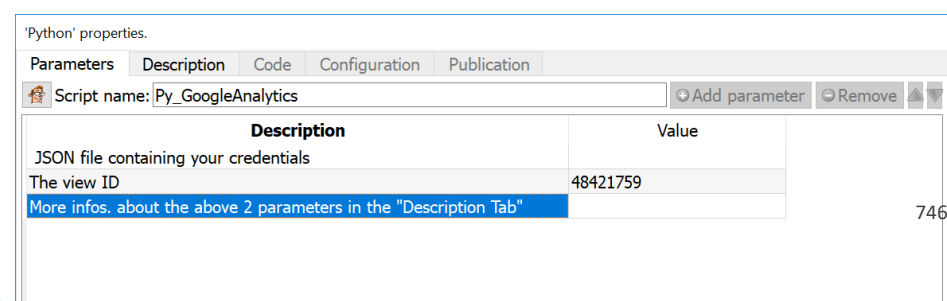 'Python' properties.
Parameters Description Code Configuration Publication
Script name: Py_GoogleAnalytics Add parameter Remove
Description Value
JSON file containing your credentials
The view ID 48421759
More infos. about the above 2 parameters in the "Description Tab"
746